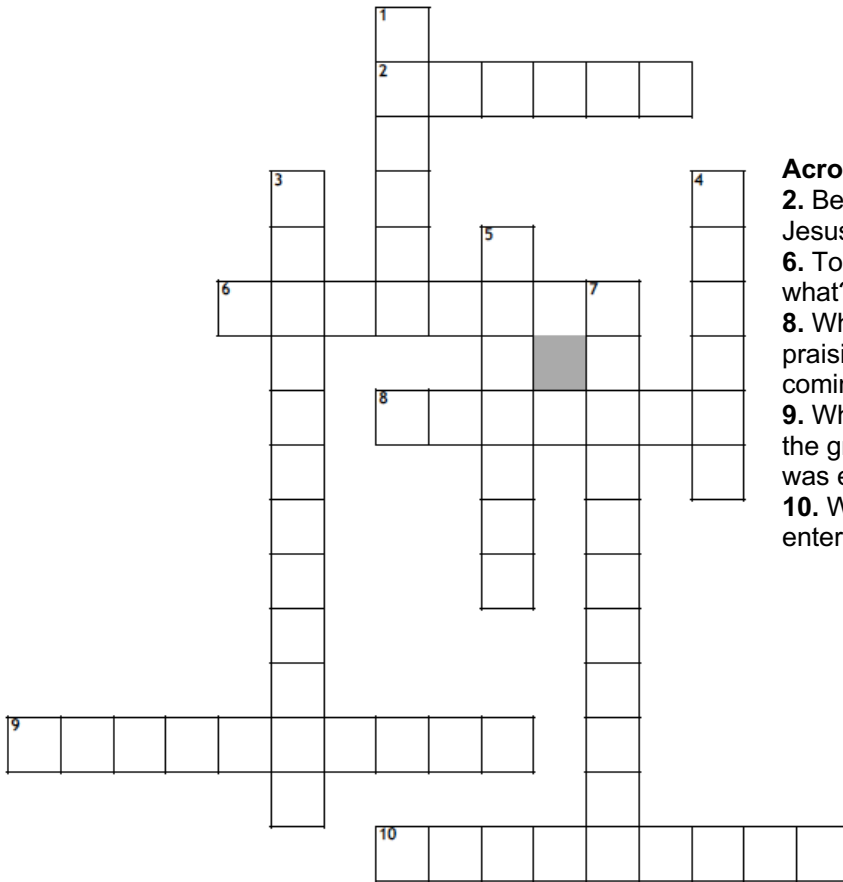 1
2
3
4
5
6
7
8
9
10
Acro
2. Be
Jesus
6. To
what?
8. Wh
praisi
comin
9. Wh
the gr
was e
10. W
enter